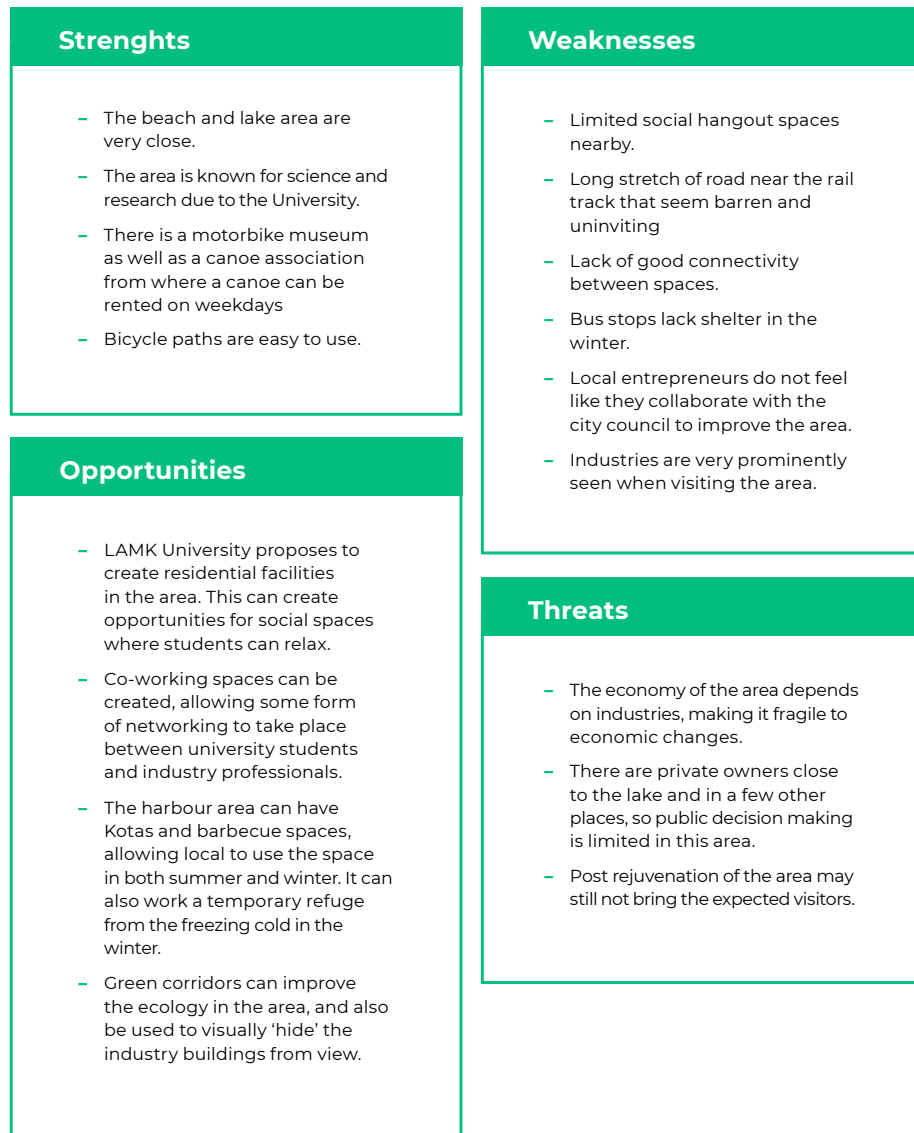 Strenghts
– The beach and lake area are
very close.
– The area is known for science and
research due to the University.
– There is a motorbike museum
as well as a canoe association
from where a canoe can be
rented on weekdays
– Bicycle paths are easy to use.
Weaknesses
– Limited social hangout spaces
nearby.
– Long stretch of road near the rail
track that seem barren and
uninviting
– Lack of good connectivity
between spaces.
– Bus stops lack shelter in the
winter.
– Local entrepreneurs do not feel
like they collaborate with the
city council to improve the area.
– Industries are very prominently
seen when visiting the area.
Opportunities
– LAMK University proposes to
create residential facilities
in the area. This can create
opportunities for social spaces
where students can relax.
– Co-working spaces can be
created, allowing some form
of networking to take place
between university students
and industry professionals.
– The harbour area can have
Kotas and barbecue spaces,
allowing local to use the space
in both summer and winter. It can
also work a temporary refuge
from the freezing cold in the
winter.
– Green corridors can improve
the ecology in the area, and also
be used to visually ‘hide’ the
industry buildings from view.
Threats
– The economy of the area depends
on industries, making it fragile to
economic changes.
– There are private owners close
to the lake and in a few other
places, so public decision making
is limited in this area.
– Post rejuvenation of the area may
still not bring the expected visitors.